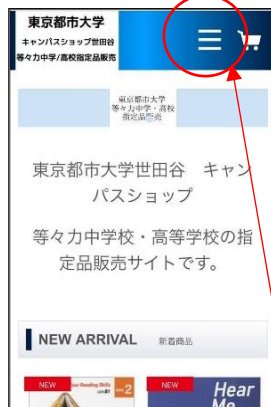 東京都市大学
キャンパスショップ世田谷
等々力中学/高校指定品販売
東京都市大学
等々力中学・高校
指定品販売
東京都市大学世田谷　キャン
パスショップ
等々力中学校・高等学校の指
定品販売サイトです。
NEW ARRIVAL 新着商品
NEW
Reading Skills
-2
NEW
Hear
Me